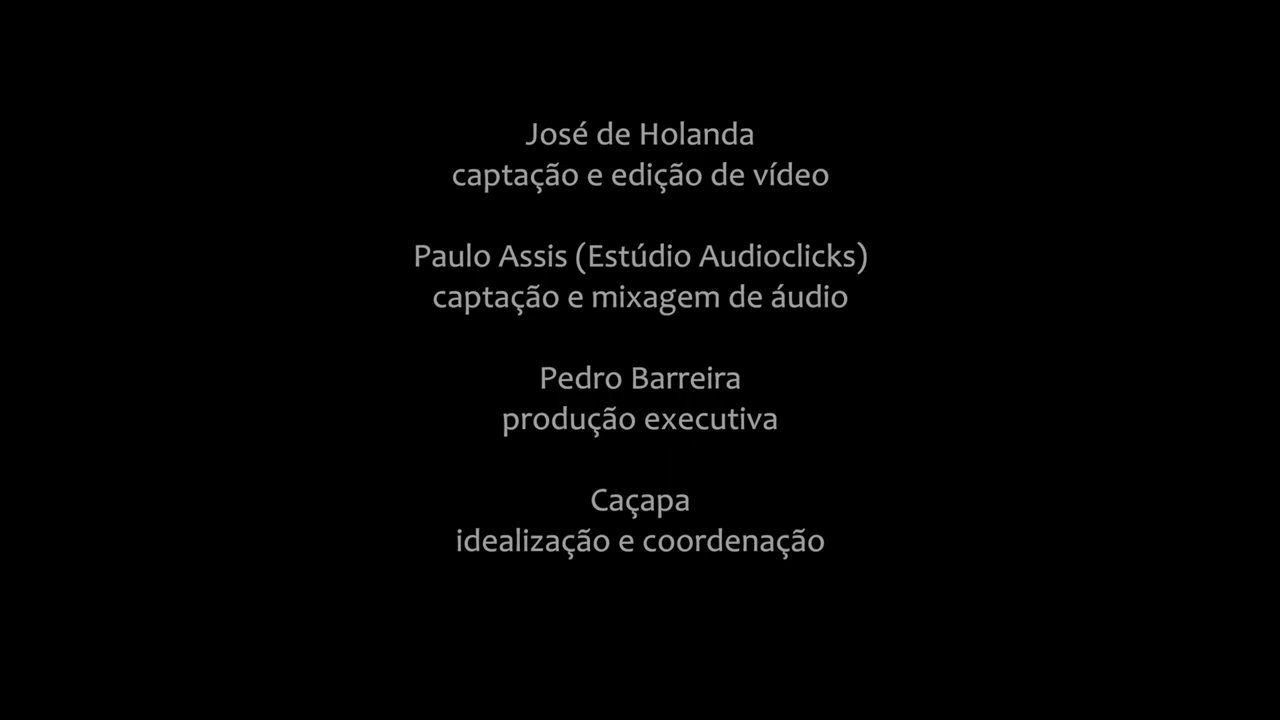 José de Holanda
captação e edição de vídeo
Paulo Assis (Estúdio Audioclicks)
captação e mixagem de áudio
Pedro Barreira
produção executiva
Caçapa
idealização e coordenação